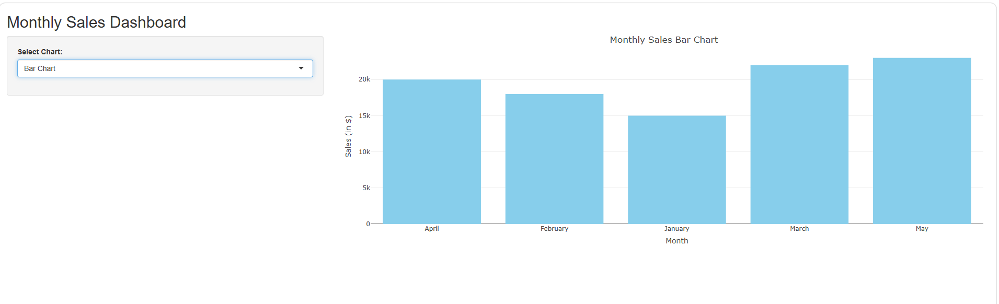 Monthly Sales Dashboard
Select Chart:
Bar Chart
Monthly Sales Bar Chart
Sales (in $)
20k
15k
10k
5k
0
April February January March May
Month